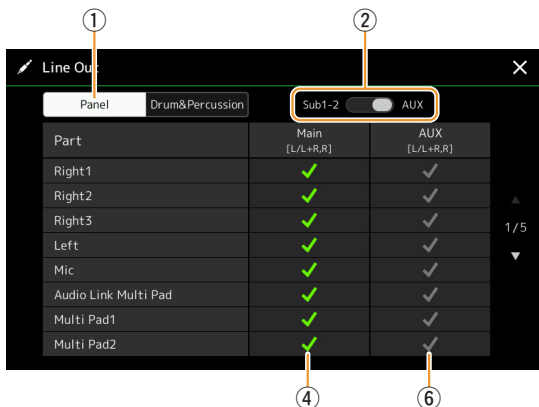 ① ②
Line Out
Panel Drum&Percussion Sub1-2 AUX
Part Main AUX
[L/L+R,R] [L/L+R,R]
Right1
Right2
Right3
1/5
Left
Mic
Audio Link Multi Pad
Multi Pad1
Multi Pad2
④ ⑥